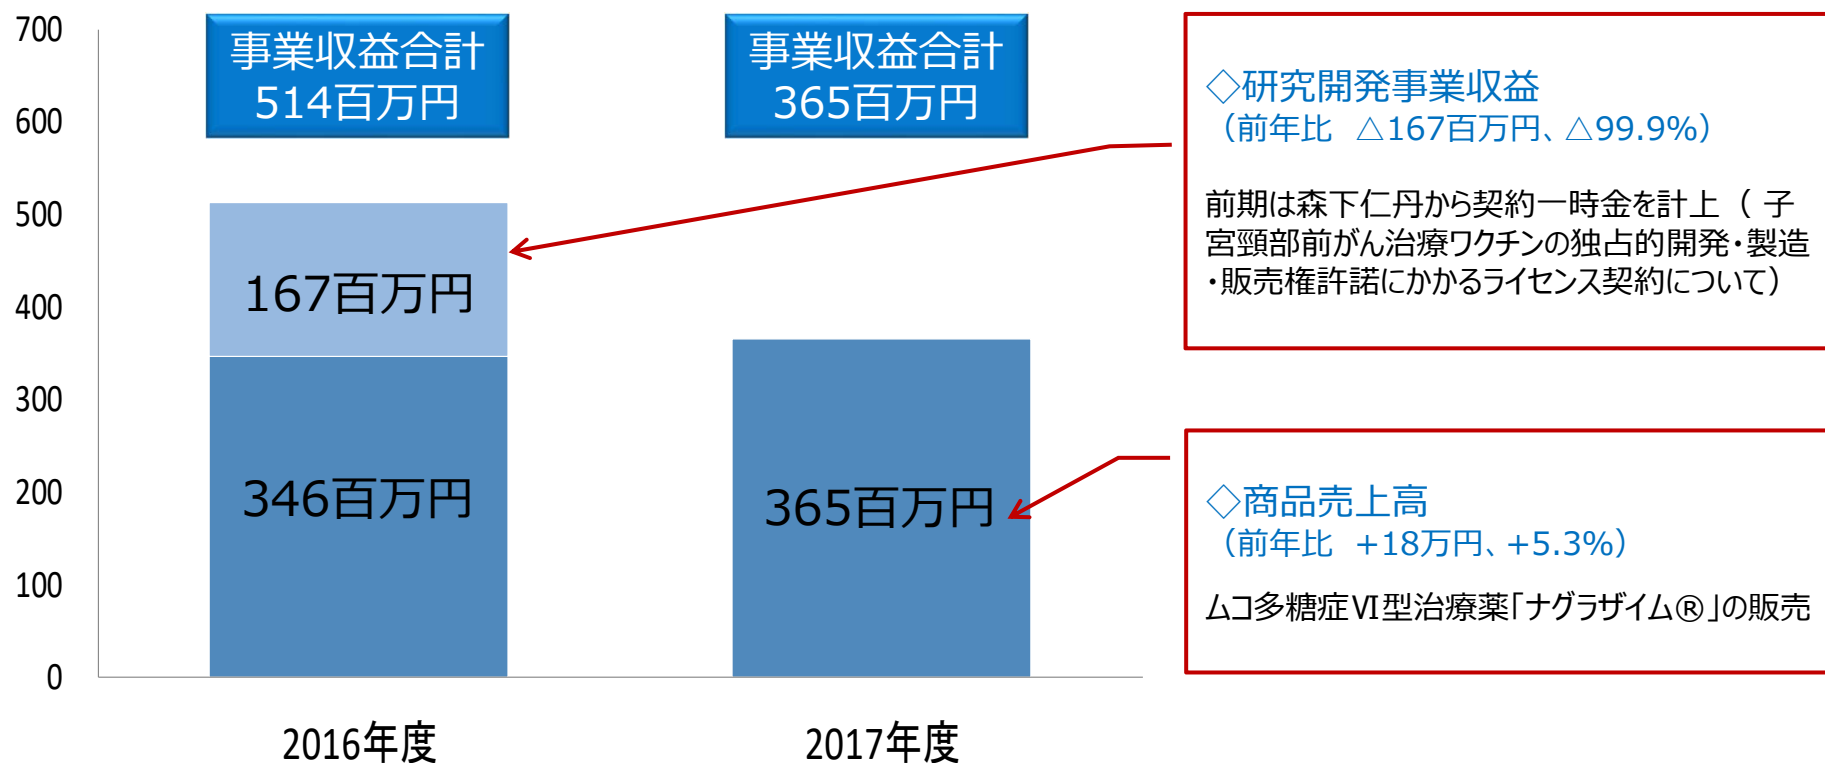 700
600
500
400
300
200
100
0
事業収益合計
514百万円
事業収益合計
365百万円
167百万円
346百万円
365百万円
2016年度
2017年度
◇研究開発事業収益
（前年比　△167百万円、△99.9%）
前期は森下仁丹から契約一時金を計上（ 子
宮頸部前がん治療ワクチンの独占的開発・製造
・販売権許諾にかかるライセンス契約について）
◇商品売上高
（前年比　+18万円、+5.3%）
ムコ多糖症Ⅵ型治療薬「ナグラザイム®」の販売